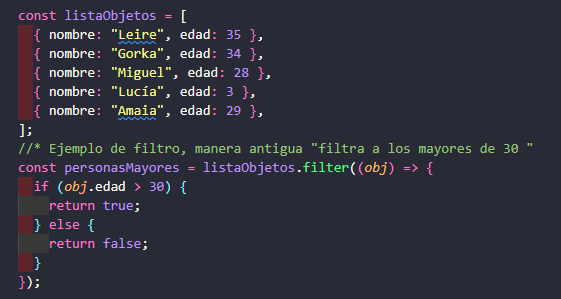 const listaObjetos = [
  { nombre: "Leire", edad: 35 },
  { nombre: "Gorka", edad: 34 },
  { nombre: "Miguel", edad: 28 },
  { nombre: "Lucía", edad: 3 },
  { nombre: "Amaia", edad: 29 },
];
//* Ejemplo de filtro, manera antigua "filtra a los mayores de 30 "
const personasMayores = listaObjetos.filter((obj) => {
  if (obj.edad > 30) {
    return true;
  } else {
    return false;
  }
});